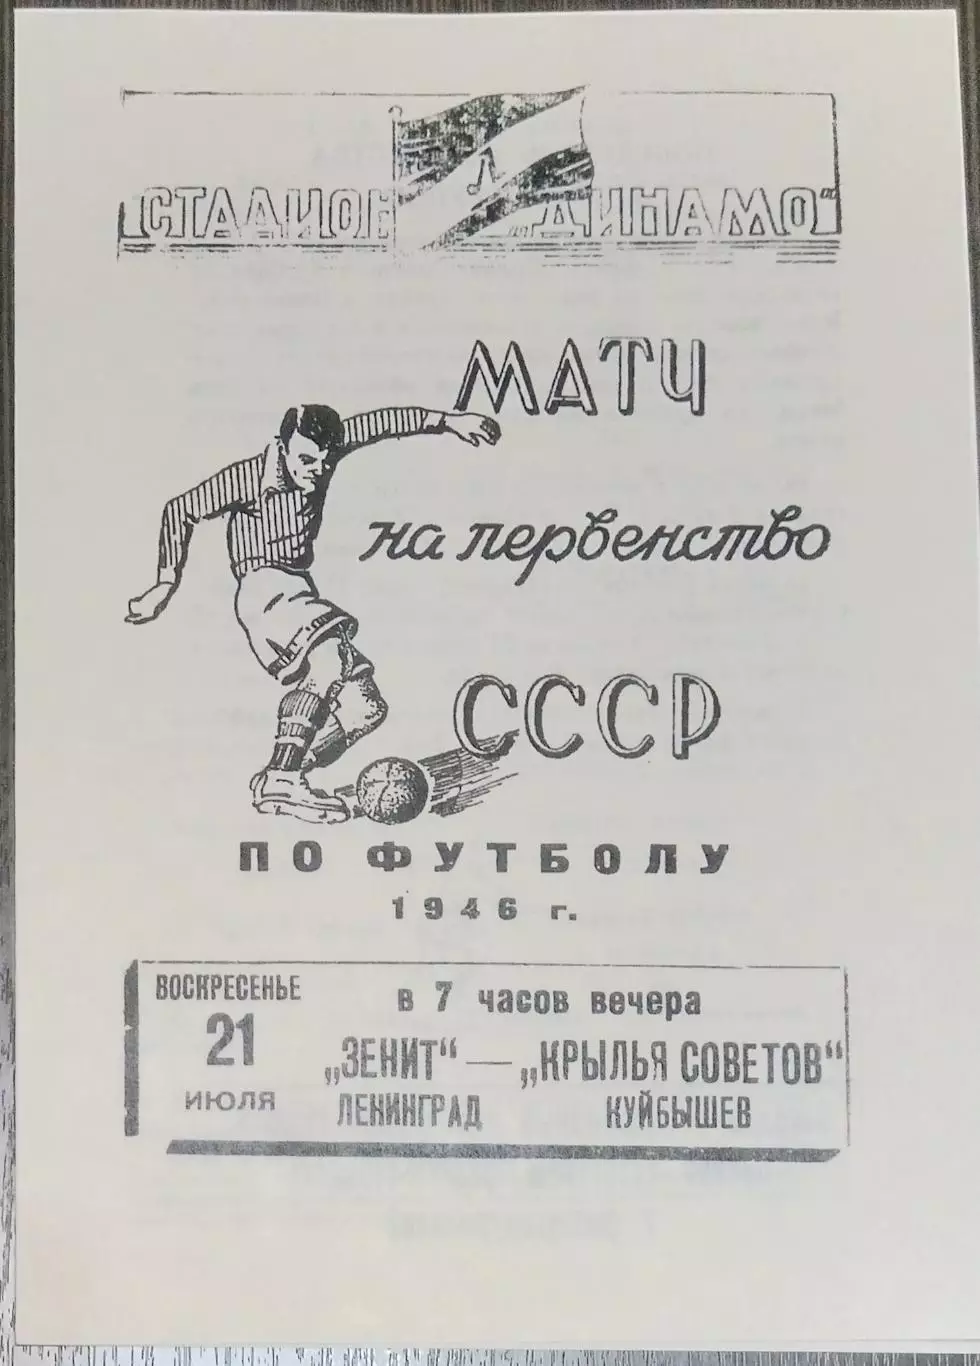 „СТАДИОН „ДИНАМО“
МАТЧ
на первенство
СССР
ПО ФУТБОЛУ
1946 г.
ВОСКРЕСЕНЬЕ
21
ИЮЛЯ
в 7 часов вечера
„ЗЕНИТ“ — „КРЫЛЬЯ СОВЕТОВ“
ЛЕНИНГРАД КУЙБЫШЕВ